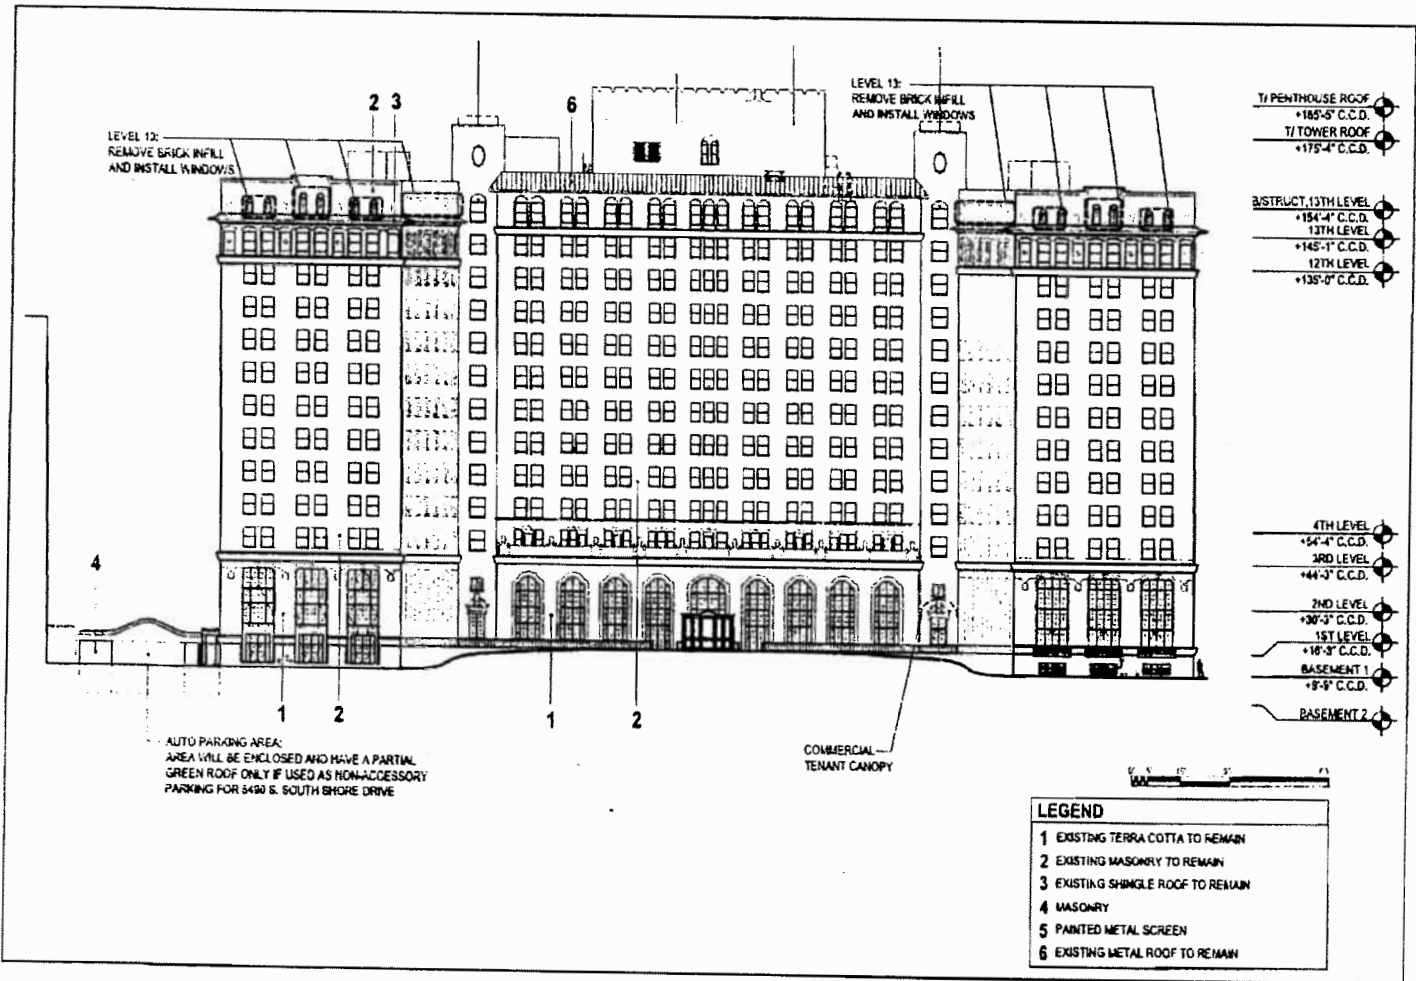 2 3
6
LEVEL 13:
REMOVE BRICK INFILL
AND INSTALL WINDOWS
LEVEL 13:
REMOVE BRICK INFILL
AND INSTALL WINDOWS
T/ PENTHOUSE ROOF
+185'-5" C.C.D.
T/ TOWER ROOF
+175'-4" C.C.D.
B/STRUCT.13TH LEVEL
+154'-4" C.C.D.
13TH LEVEL
+145'-1" C.C.D.
12TH LEVEL
+135'-0" C.C.D.
4TH LEVEL
+54'-4" C.C.D.
3RD LEVEL
+44'-3" C.C.D.
2ND LEVEL
+30'-3" C.C.D.
1ST LEVEL
+16'-3" C.C.D.
BASEMENT 1
+9'-9" C.C.D.
BASEMENT 2
4
1 2
1 2
AUTO PARKING AREA:
AREA WILL BE ENCLOSED AND HAVE A PARTIAL
GREEN ROOF ONLY IF USED AS NON-ACCESSORY
PARKING FOR 5490 S. SOUTH SHORE DRIVE
COMMERCIAL
TENANT CANOPY
LEGEND
1 EXISTING TERRA COTTA TO REMAIN
2 EXISTING MASONRY TO REMAIN
3 EXISTING SHINGLE ROOF TO REMAIN
4 MASONRY
5 PAINTED METAL SCREEN
6 EXISTING METAL ROOF TO REMAIN